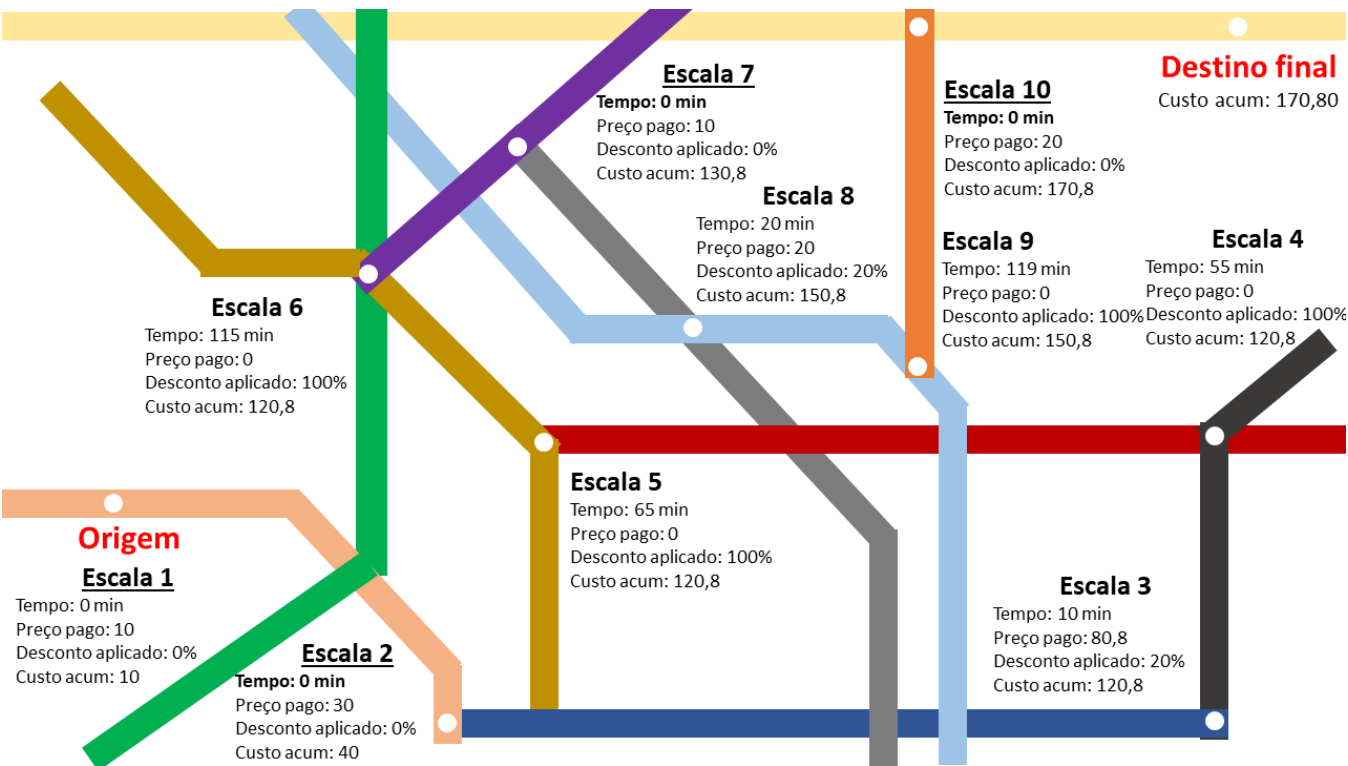 Escala 7
Tempo: 0 min
Preço pago: 10
Desconto aplicado: 0%
Custo acum: 130,8
Escala 10
Tempo: 0 min
Preço pago: 20
Desconto aplicado: 0%
Custo acum: 170,8
Destino final
Custo acum: 170,80
Escala 8
Tempo: 20 min
Preço pago: 20
Desconto aplicado: 20%
Custo acum: 150,8
Escala 9
Tempo: 119 min
Preço pago: 0
Desconto aplicado: 100%
Custo acum: 150,8
Escala 4
Tempo: 55 min
Preço pago: 0
Desconto aplicado: 100%
Custo acum: 120,8
Escala 6
Tempo: 115 min
Preço pago: 0
Desconto aplicado: 100%
Custo acum: 120,8
Escala 5
Tempo: 65 min
Preço pago: 0
Desconto aplicado: 100%
Custo acum: 120,8
Origem
Escala 1
Tempo: 0 min
Preço pago: 10
Desconto aplicado: 0%
Custo acum: 10
Escala 2
Tempo: 0 min
Preço pago: 30
Desconto aplicado: 0%
Custo acum: 40
Escala 3
Tempo: 10 min
Preço pago: 80,8
Desconto aplicado: 20%
Custo acum: 120,8